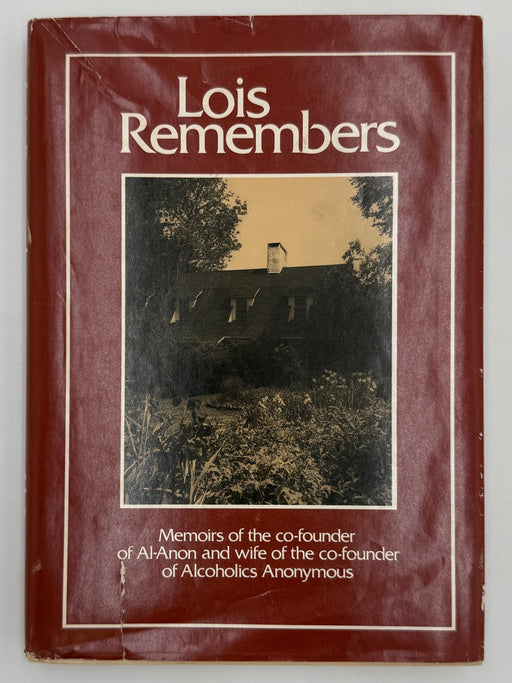 Lois
Remembers
Memoirs of the co-founder
of Al-Anon and wife of the co-founder
of Alcoholics Anonymous